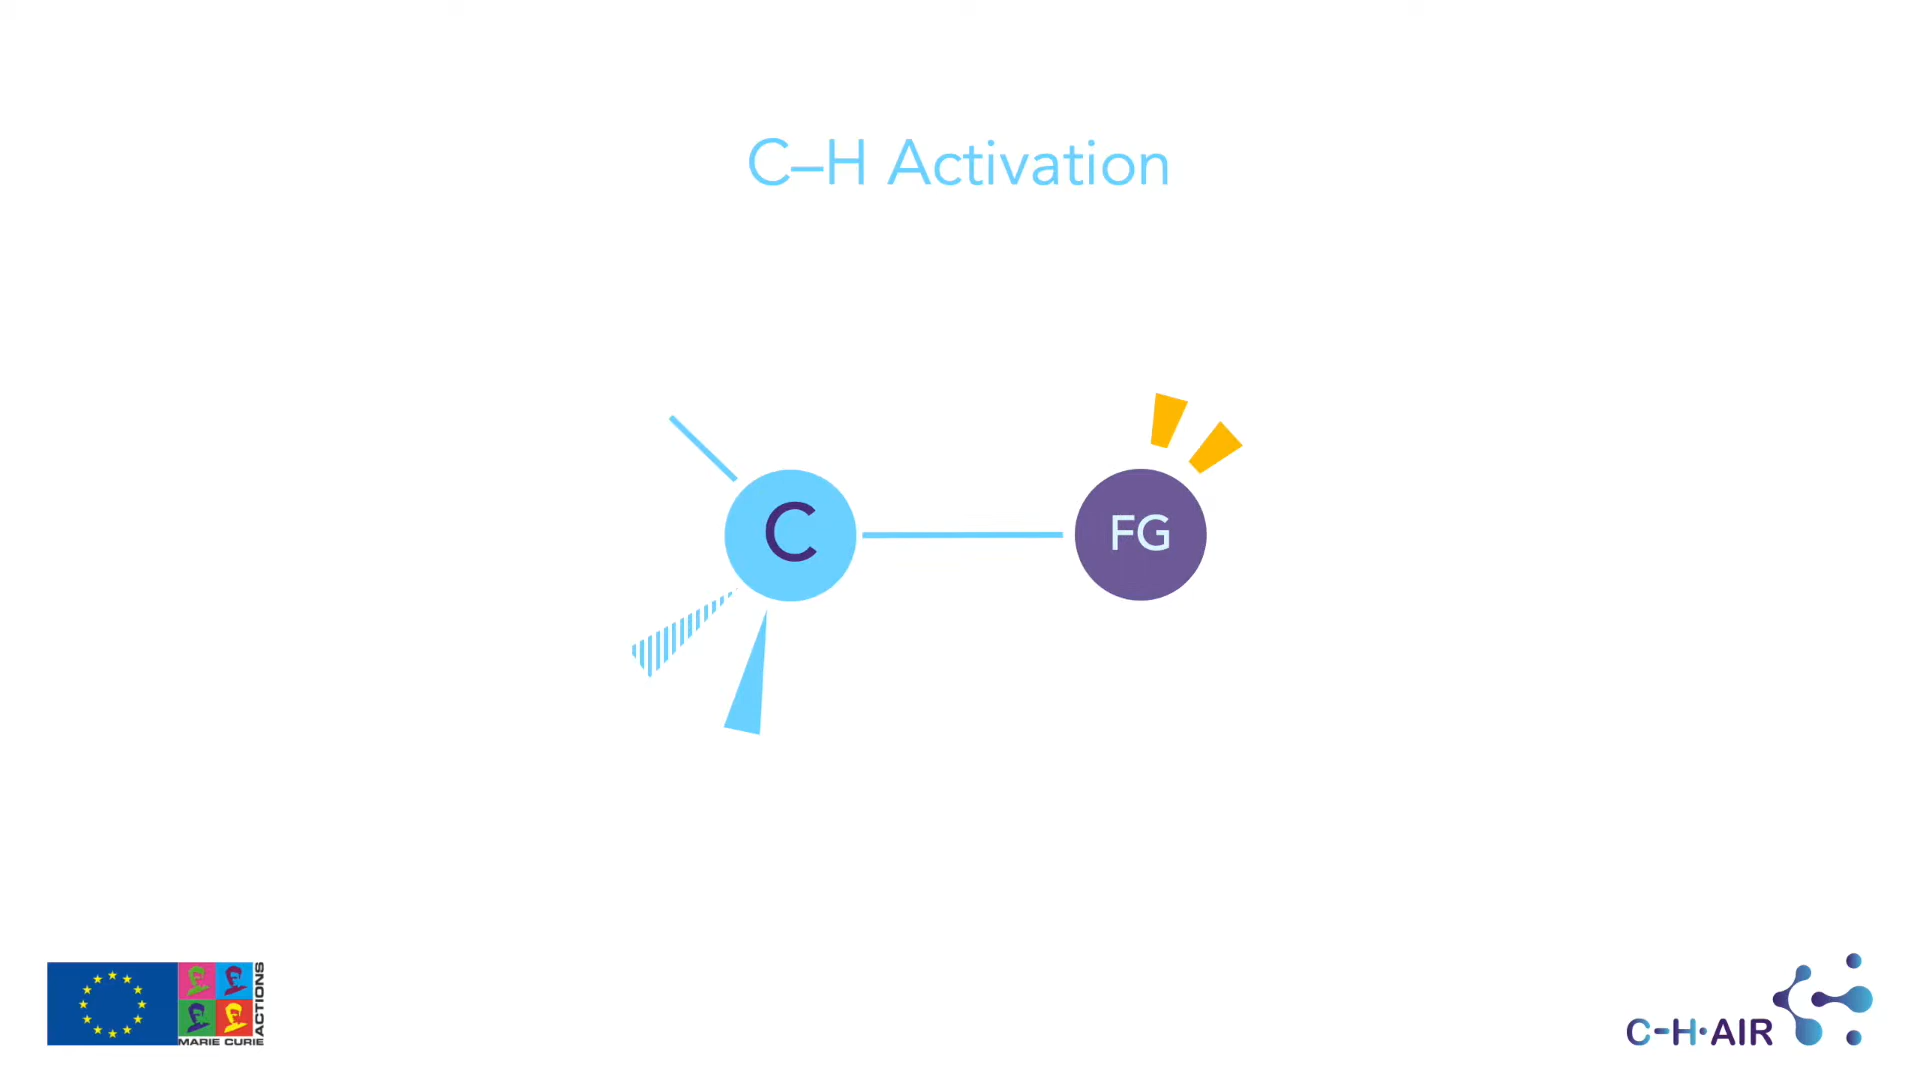 C–H Activation
C
FG
ACTIONS
MARIE CURIE
C-H·AIR